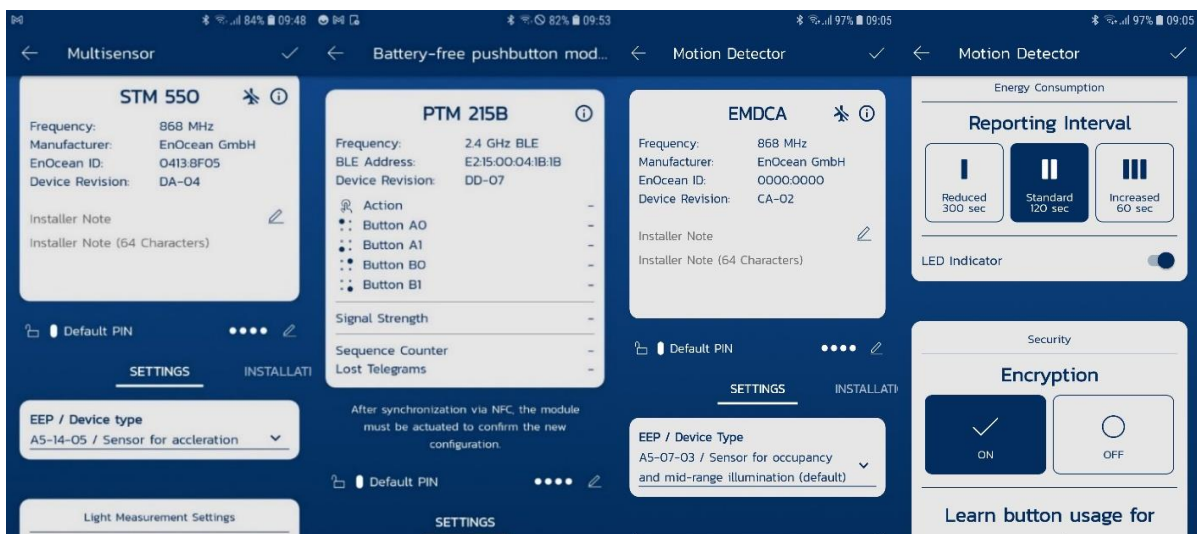 84% 09:48
Multisensor
STM 550
Frequency: 868 MHz
Manufacturer: EnOcean GmbH
EnOcean ID: 0413:8F05
Device Revision: DA-04
Installer Note
Installer Note (64 Characters)
Default PIN
SETTINGS INSTALLATI
EEP / Device type
A5-14-05 / Sensor for accleration
Light Measurement Settings
82% 09:53
Battery-free pushbutton mod...
PTM 215B
Frequency: 2.4 GHz BLE
BLE Address: E2:15:00:04:1B:1B
Device Revision: DD-07
Action -
Button A0 -
Button A1 -
Button B0 -
Button B1 -
Signal Strength -
Sequence Counter -
Lost Telegrams -
After synchronization via NFC, the module
must be actuated to confirm the new
configuration.
Default PIN
SETTINGS
97% 09:05
Motion Detector
EMDCA
Frequency: 868 MHz
Manufacturer: EnOcean GmbH
EnOcean ID: 0000:0000
Device Revision: CA-02
Installer Note
Installer Note (64 Characters)
Default PIN
SETTINGS INSTALLATI
EEP / Device Type
A5-07-03 / Sensor for occupancy
and mid-range illumination (default)
97% 09:05
Motion Detector
Energy Consumption
Reporting Interval
Reduced
300 sec
Standard
120 sec
Increased
60 sec
LED Indicator
Security
Encryption
ON
OFF
Learn button usage for